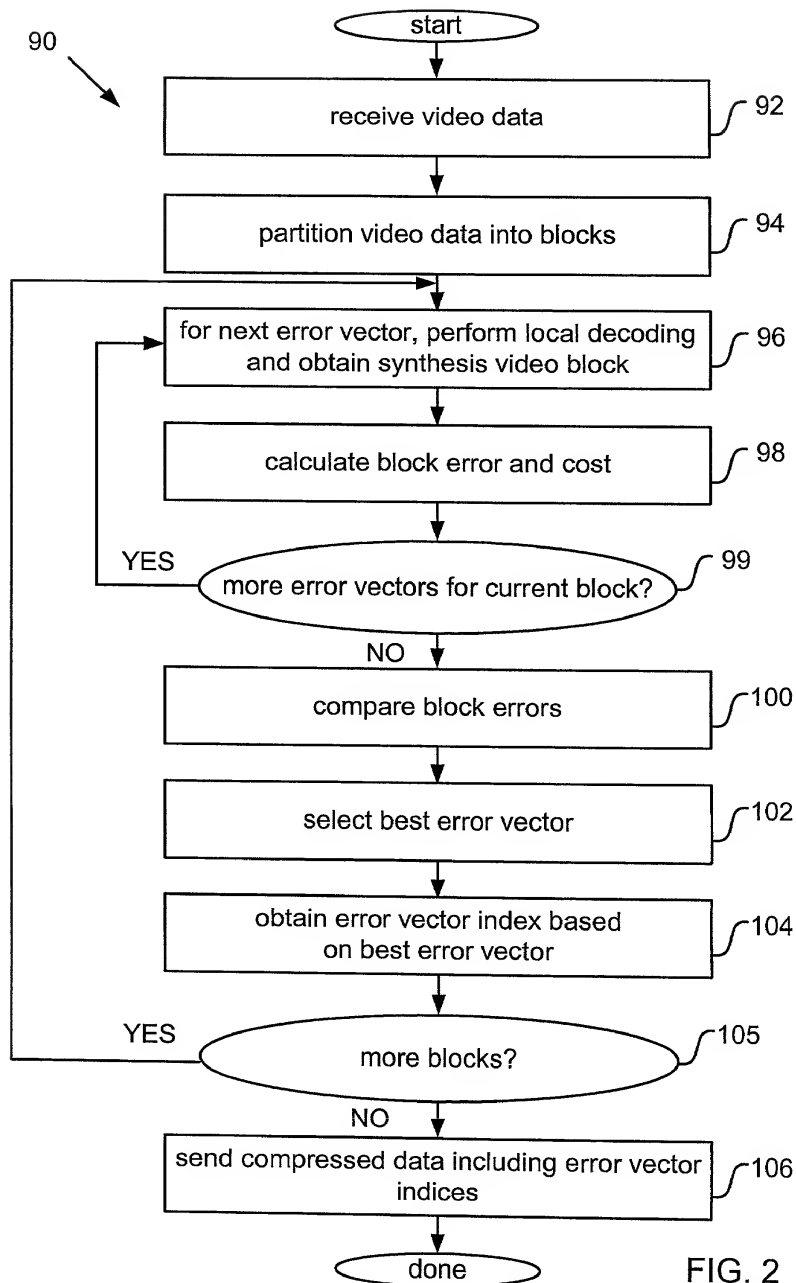 start
90
receive video data
92
partition video data into blocks
94
for next error vector, perform local decoding
and obtain synthesis video block
96
calculate block error and cost
98
YES
more error vectors for current block?
99
NO
compare block errors
100
select best error vector
102
obtain error vector index based
on best error vector
104
YES
more blocks?
105
NO
send compressed data including error vector
indices
106
done
FIG. 2